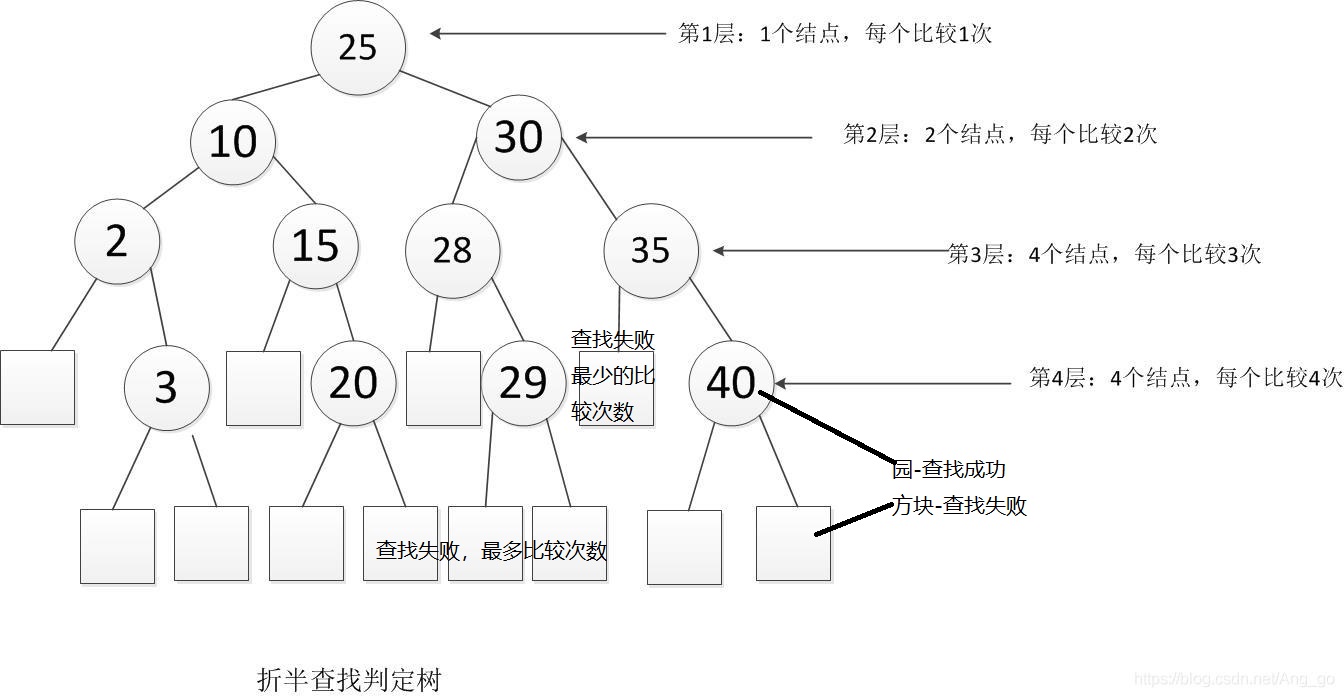 25
第1层：1个结点，每个比较1次
10
30
第2层：2个结点，每个比较2次
2
15
28
35
第3层：4个结点，每个比较3次
查找失败
最少的比
较次数
3
20
29
40
第4层：4个结点，每个比较4次
园-查找成功
方块-查找失败
查找失败，最多比较次数
折半查找判定树
https://blog.csdn.net/Ang_go